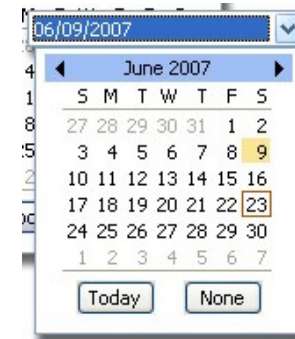 06/09/2007
June 2007
S M T W T F S
27 28 29 30 31 1 2
3 4 5 6 7 8 9
10 11 12 13 14 15 16
17 18 19 20 21 22 23
24 25 26 27 28 29 30
1 2 3 4 5 6 7
Today None